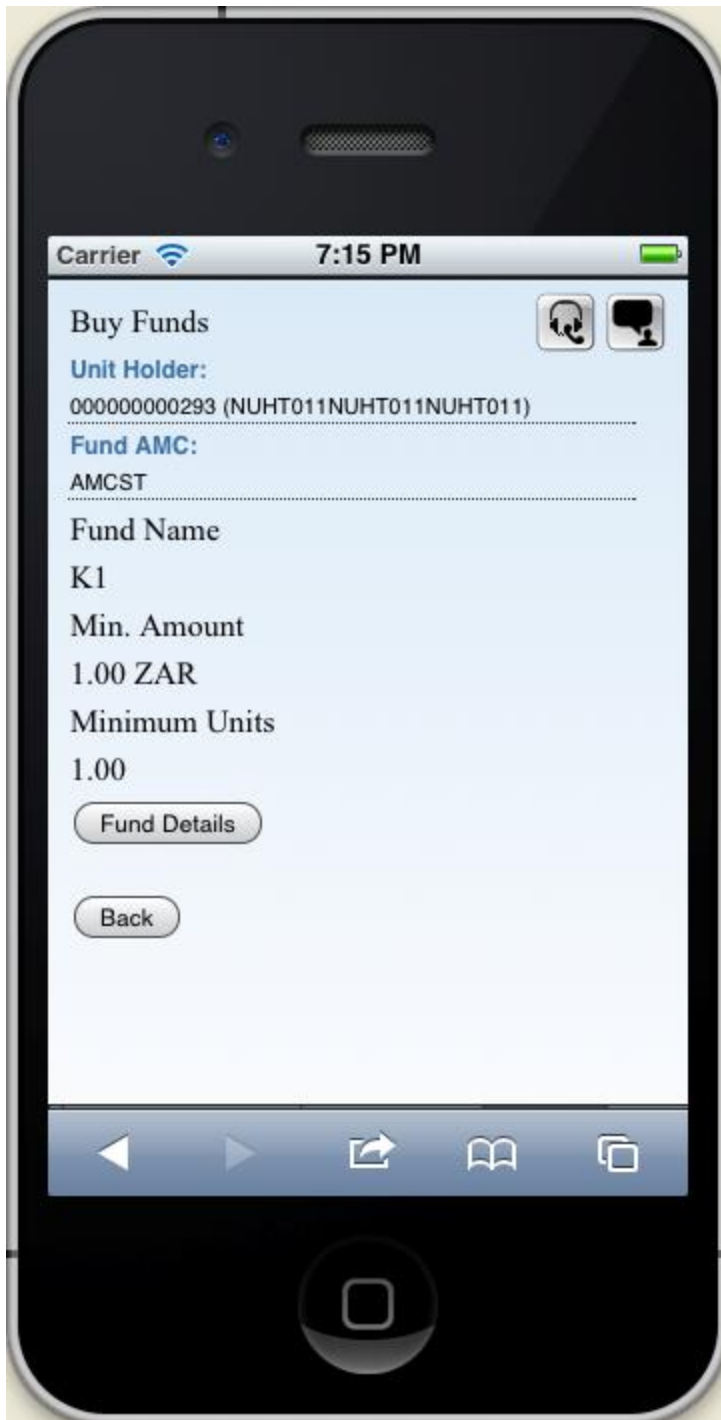 Carrier 7:15 PM
Buy Funds
Unit Holder:
000000000293 (NUHT011NUHT011NUHT011)
Fund AMC:
AMCST
Fund Name
K1
Min. Amount
1.00 ZAR
Minimum Units
1.00
Fund Details
Back